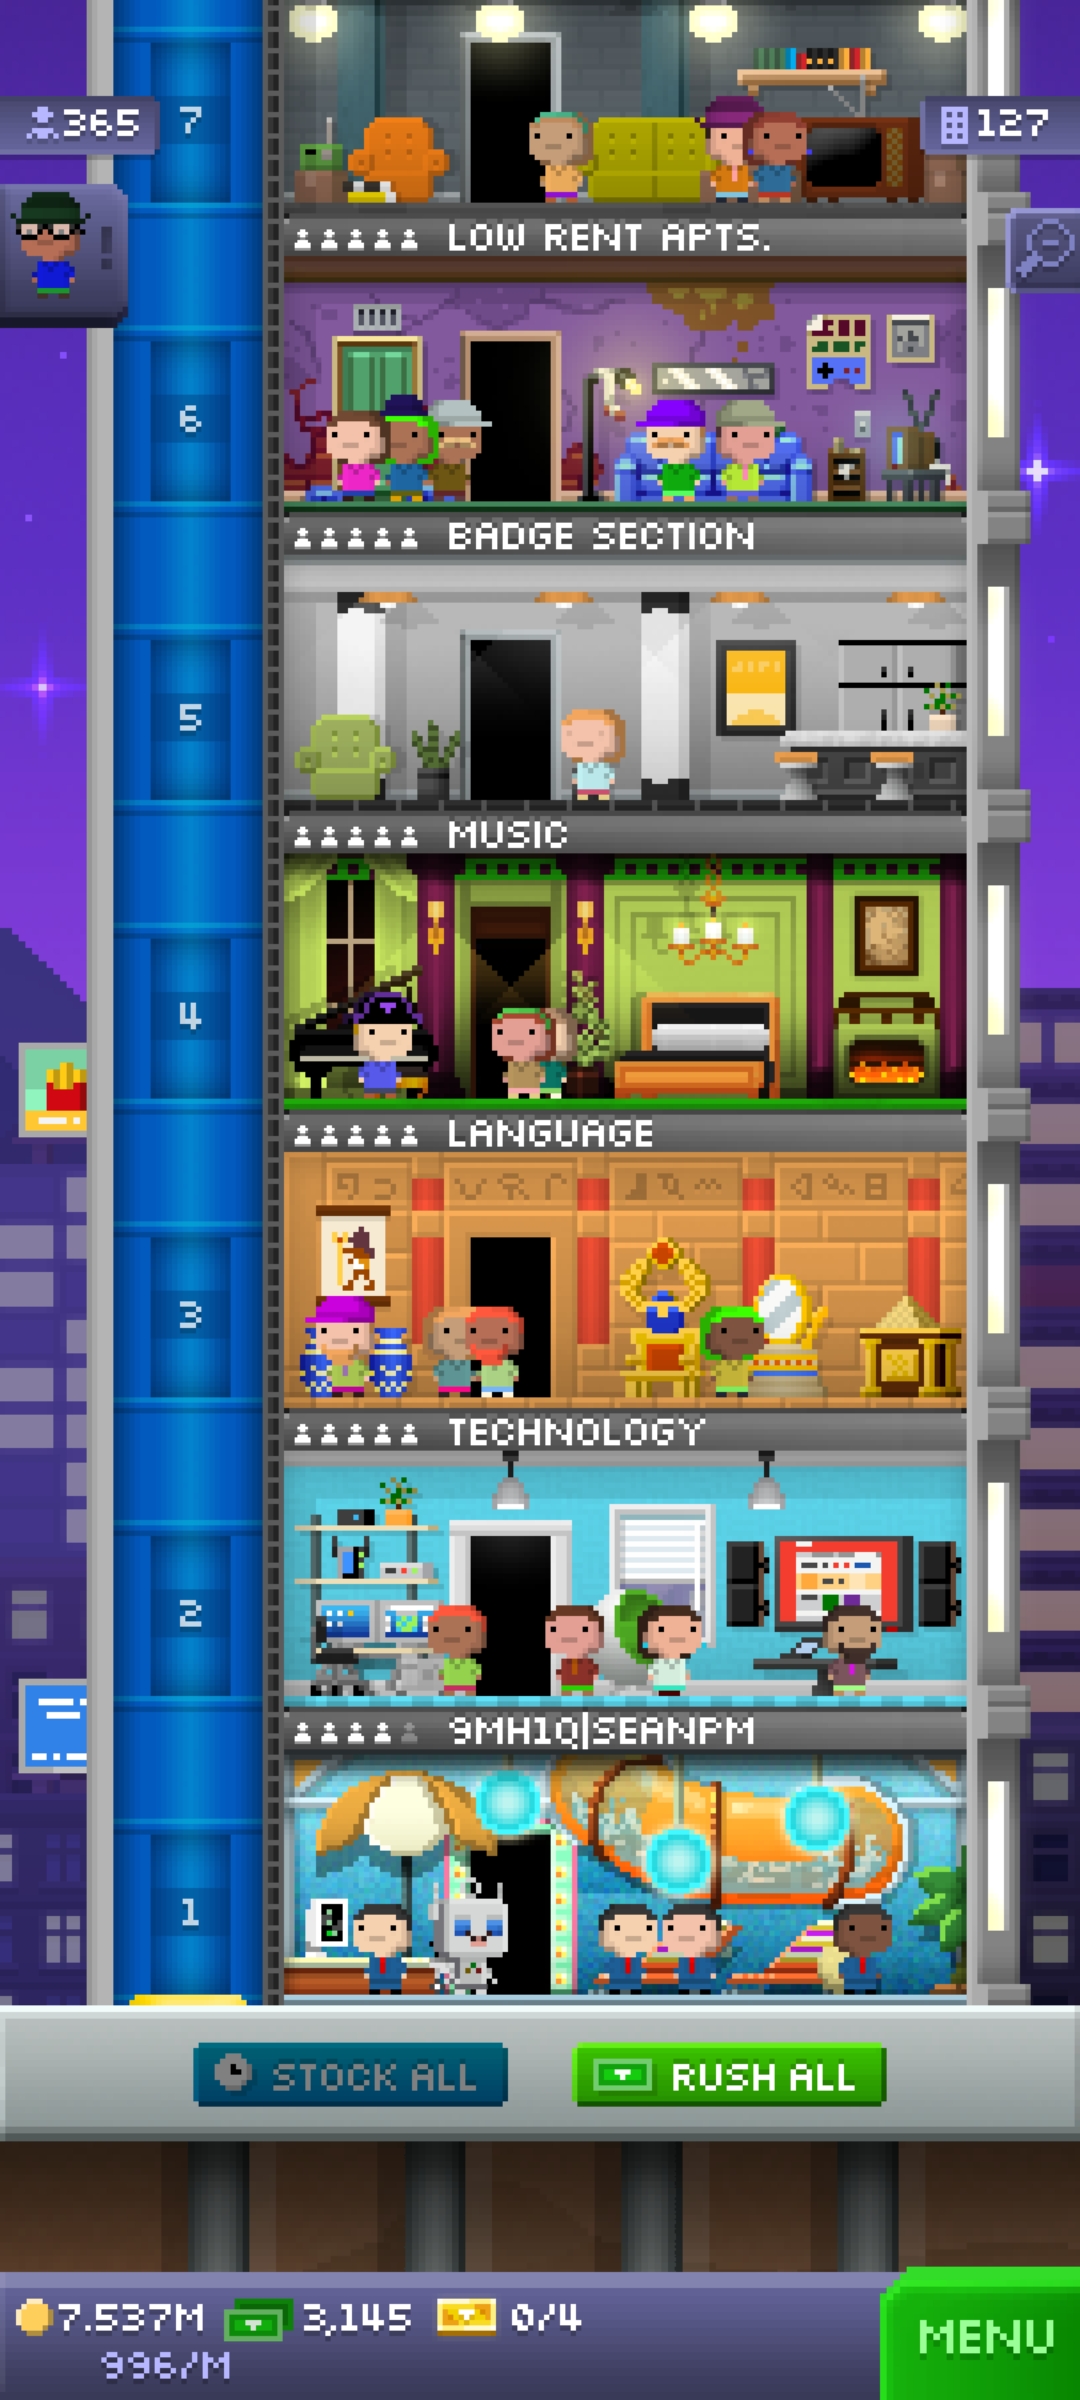 7
365
127
!
LOW RENT APTS.
6
BADGE SECTION
5
MUSIC
4
LANGUAGE
3
TECHNOLOGY
2
9MH1Q|SEANPM
1
STOCK ALL
RUSH ALL
7.537M
3,145
0/4
996/M
MENU